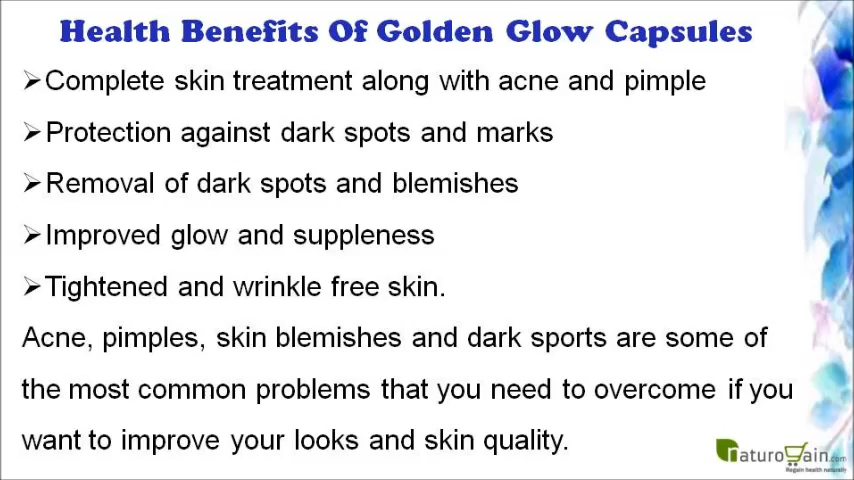 Health Benefits Of Golden Glow Capsules
➢Complete skin treatment along with acne and pimple
➢Protection against dark spots and marks
➢Removal of dark spots and blemishes
➢Improved glow and suppleness
➢Tightened and wrinkle free skin.
Acne, pimples, skin blemishes and dark sports are some of
the most common problems that you need to overcome if you
want to improve your looks and skin quality.
naturogain.com
Regain health naturally